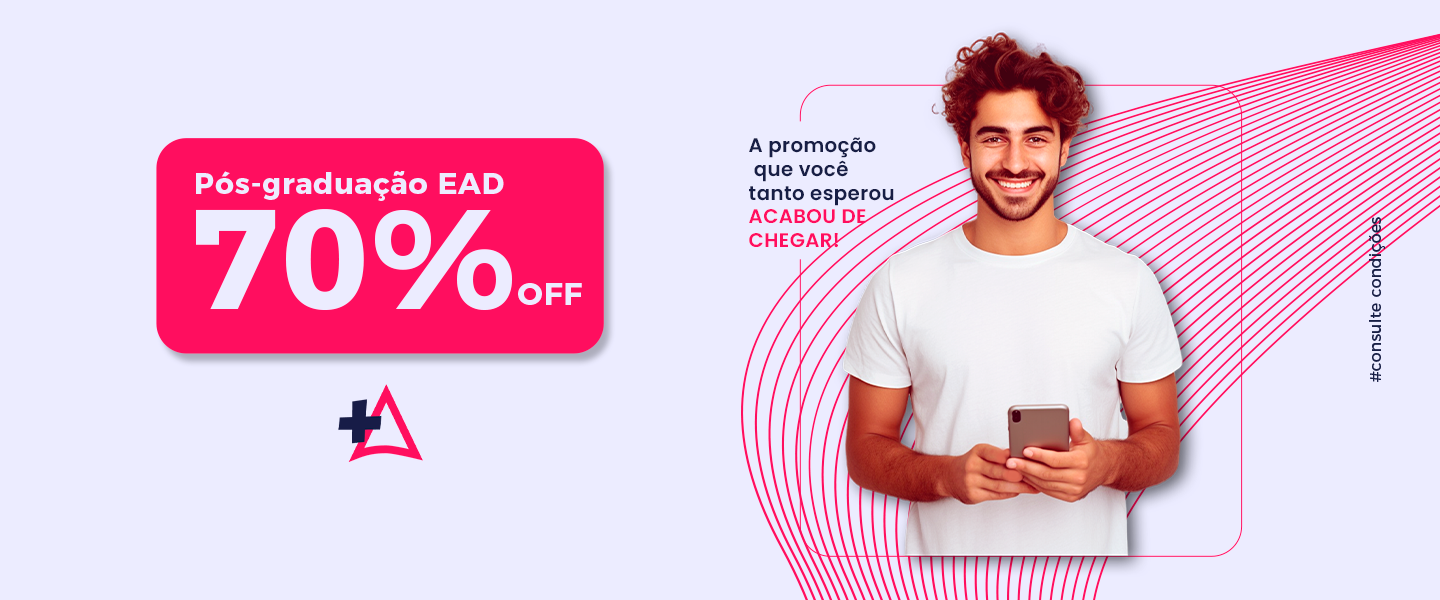 Pós-graduação EAD
70% OFF
A promoção
que você
tanto esperou
ACABOU DE
CHEGAR!
#consulte condições